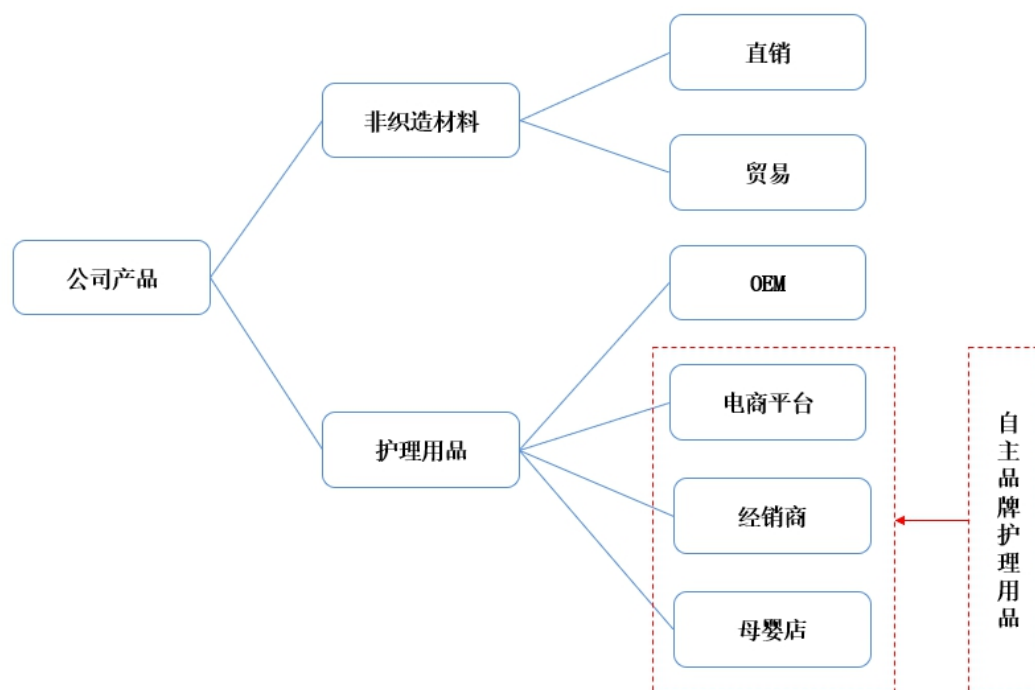 直销
非织造材料
贸易
公司产品
OEM
电商平台
护理用品
经销商
母婴店
自主品牌护理用品